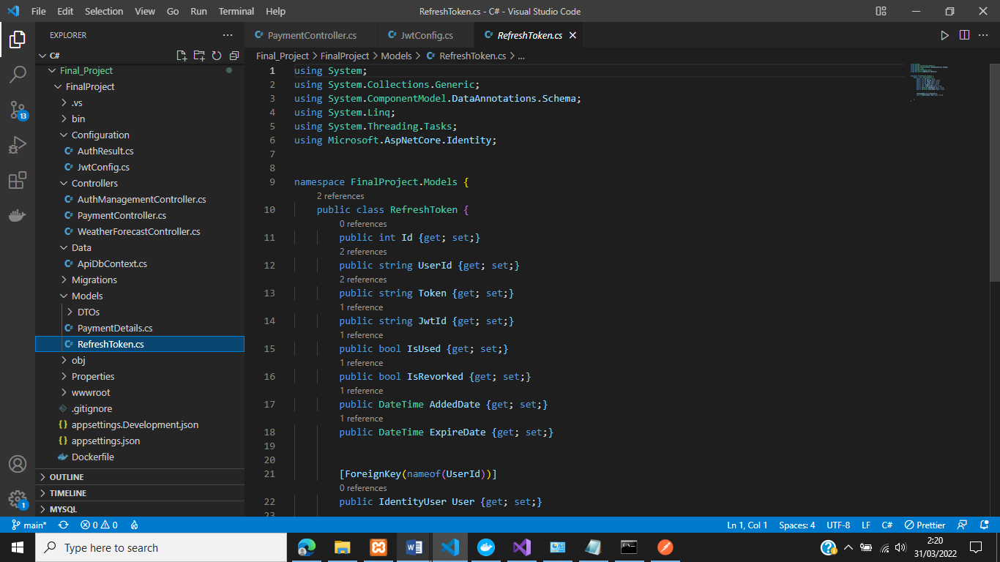 File Edit Selection View Go Run Terminal Help
RefreshToken.cs - C# - Visual Studio Code
EXPLORER
C#
Final_Project
FinalProject
.vs
bin
Configuration
AuthResult.cs
JwtConfig.cs
Controllers
AuthManagementController.cs
PaymentController.cs
WeatherForecastController.cs
Data
ApiDbContext.cs
Migrations
Models
DTOs
PaymentDetails.cs
RefreshToken.cs
obj
Properties
wwwroot
.gitignore
appsettings.Development.json
appsettings.json
Dockerfile
OUTLINE
TIMELINE
MYSQL
13
1
PaymentController.cs JwtConfig.cs RefreshToken.cs
Final_Project > FinalProject > Models > RefreshToken.cs > ...
1 using System;
2 using System.Collections.Generic;
3 using System.ComponentModel.DataAnnotations.Schema;
4 using System.Linq;
5 using System.Threading.Tasks;
6 using Microsoft.AspNetCore.Identity;
7
8
9 namespace FinalProject.Models {
2 references
10 public class RefreshToken {
0 references
11 public int Id {get; set;}
2 references
12 public string UserId {get; set;}
2 references
13 public string Token {get; set;}
1 reference
14 public string JwtId {get; set;}
1 reference
15 public bool IsUsed {get; set;}
1 reference
16 public bool IsRevorked {get; set;}
1 reference
17 public DateTime AddedDate {get; set;}
1 reference
18 public DateTime ExpireDate {get; set;}
19
20
21 [ForeignKey(nameof(UserId))]
0 references
22 public IdentityUser User {get; set;}
23
main* 0 0 Ln 1, Col 1 Spaces: 4 UTF-8 LF C# Prettier
Type here to search
2:20
31/03/2022